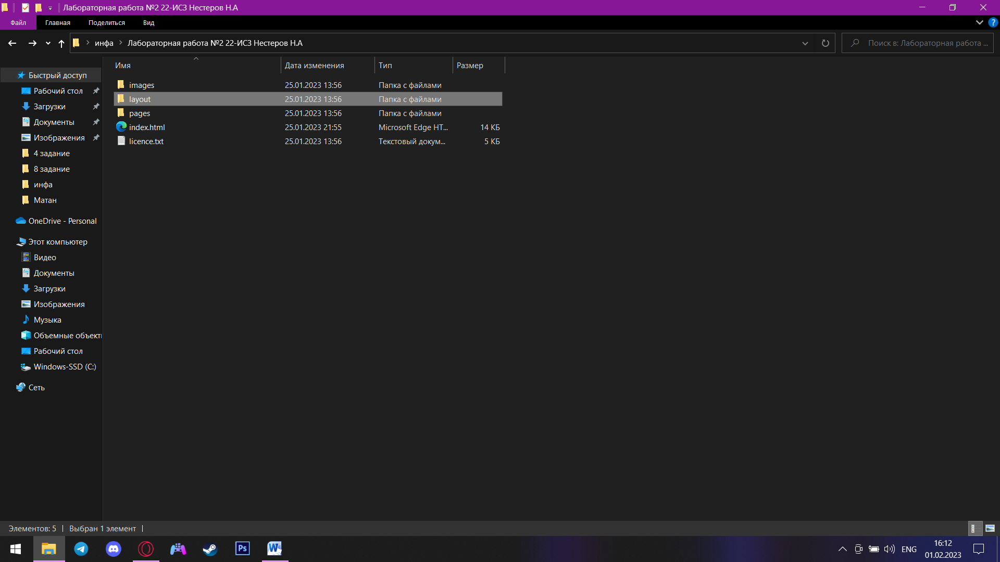 Лабораторная работа №2 22-ИСЗ Нестеров Н.А
Файл Главная Поделиться Вид
инфа Лабораторная работа №2 22-ИСЗ Нестеров Н.А Поиск в: Лабораторная работа ...
Имя Дата изменения Тип Размер
Быстрый доступ
Рабочий стол
Загрузки
Документы
Изображения
4 задание
8 задание
инфа
Матан
OneDrive - Personal
Этот компьютер
Видео
Документы
Загрузки
Изображения
Музыка
Объемные объект
Рабочий стол
Windows-SSD (C:)
Сеть
images 25.01.2023 13:56 Папка с файлами
layout 25.01.2023 13:56 Папка с файлами
pages 25.01.2023 13:56 Папка с файлами
index.html 25.01.2023 21:55 Microsoft Edge HT... 14 КБ
licence.txt 25.01.2023 13:56 Текстовый докум... 5 КБ
Элементов: 5 Выбран 1 элемент
Ps W ENG 16:12
01.02.2023